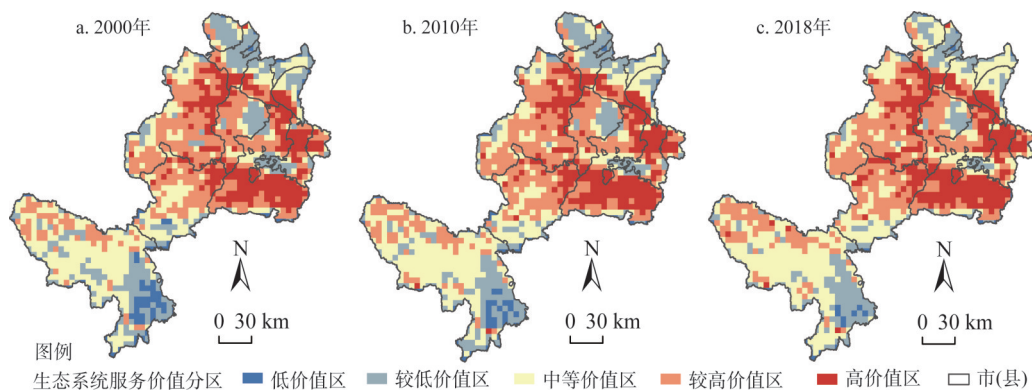 a. 2000年
b. 2010年
c. 2018年
N
N
N
0 30 km
0 30 km
0 30 km
图例
生态系统服务价值分区 低价值区 较低价值区 中等价值区 较高价值区 高价值区 市(县)